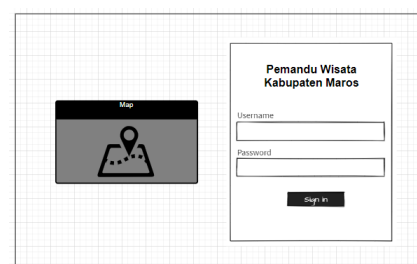 Map
Pemandu Wisata
Kabupaten Maros
Username
Password
Sign in